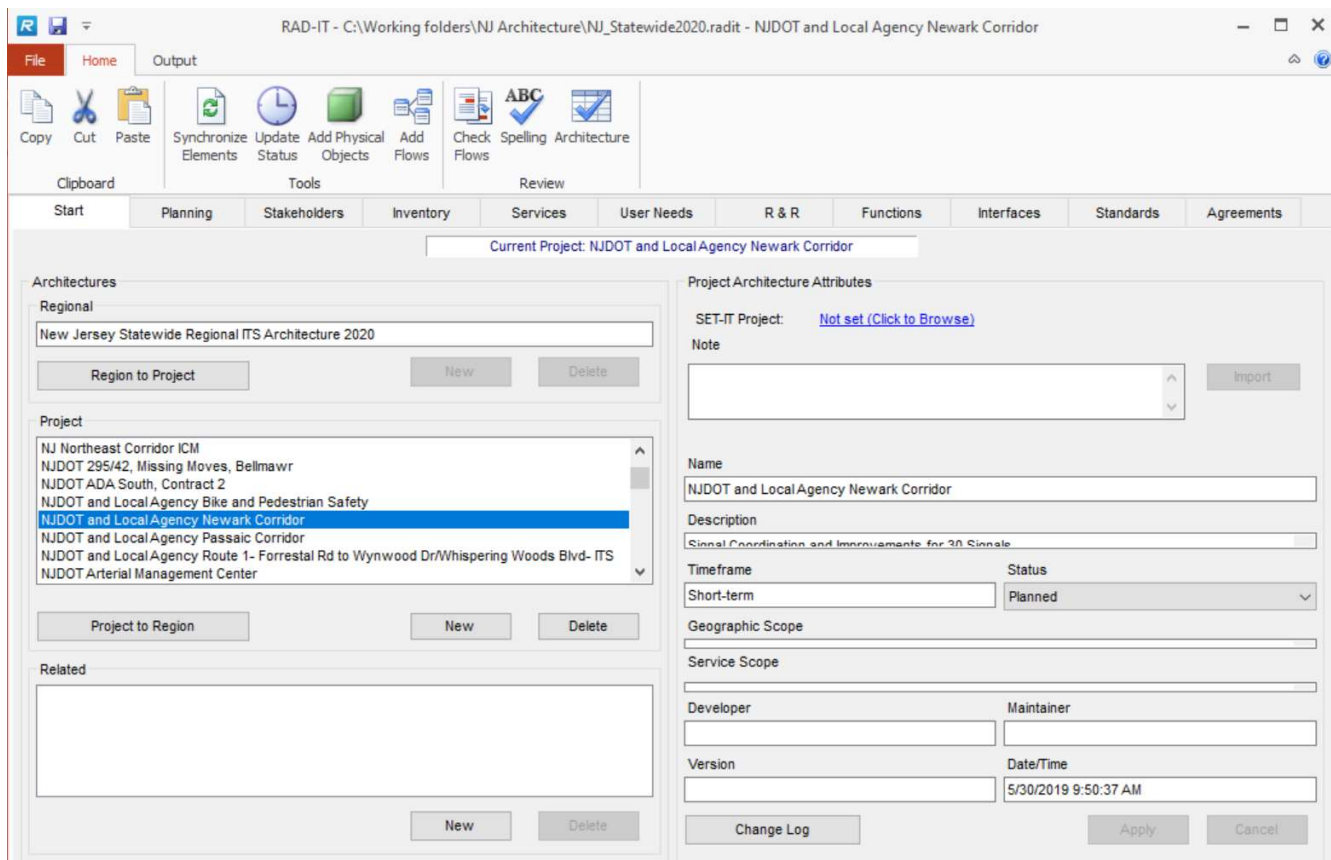 RAD-IT - C:\Working folders\NJ Architecture\NJ_Statewide2020.radit - NJDOT and Local Agency Newark Corridor
File Home Output
Copy Cut Paste Synchronize Elements Update Status Add Physical Objects Add Flows Check Flows ABC Spelling Architecture
Clipboard Tools Review
Start Planning Stakeholders Inventory Services User Needs R & R Functions Interfaces Standards Agreements
Current Project: NJDOT and Local Agency Newark Corridor
Architectures
Regional
New Jersey Statewide Regional ITS Architecture 2020
Region to Project New Delete
Project
NJ Northeast Corridor ICM
NJDOT 295/42, Missing Moves, Bellmawr
NJDOT ADA South, Contract 2
NJDOT and Local Agency Bike and Pedestrian Safety
NJDOT and Local Agency Newark Corridor
NJDOT and Local Agency Passaic Corridor
NJDOT and Local Agency Route 1- Forrestal Rd to Wynwood Dr/Whispering Woods Blvd- ITS
NJDOT Arterial Management Center
Project to Region New Delete
Related
New Delete
Project Architecture Attributes
SET-IT Project: Not set (Click to Browse)
Note
Import
Name
NJDOT and Local Agency Newark Corridor
Description
Signal Coordination and Improvements for 30 Signals
Timeframe Status
Short-term Planned
Geographic Scope
Service Scope
Developer Maintainer
Version Date/Time
5/30/2019 9:50:37 AM
Change Log Apply Cancel